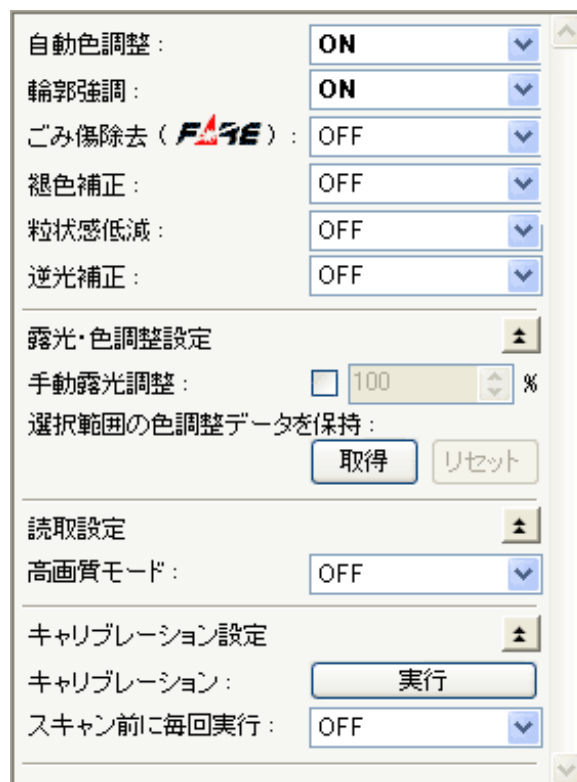 自動色調整： ON
輪郭強調： ON
ごみ傷除去（FARE）： OFF
褪色補正： OFF
粒状感低減： OFF
逆光補正： OFF
露光・色調整設定
手動露光調整： 100 %
選択範囲の色調整データを保持：
取得 リセット
読取設定
高画質モード： OFF
キャリブレーション設定
キャリブレーション： 実行
スキャン前に毎回実行： OFF